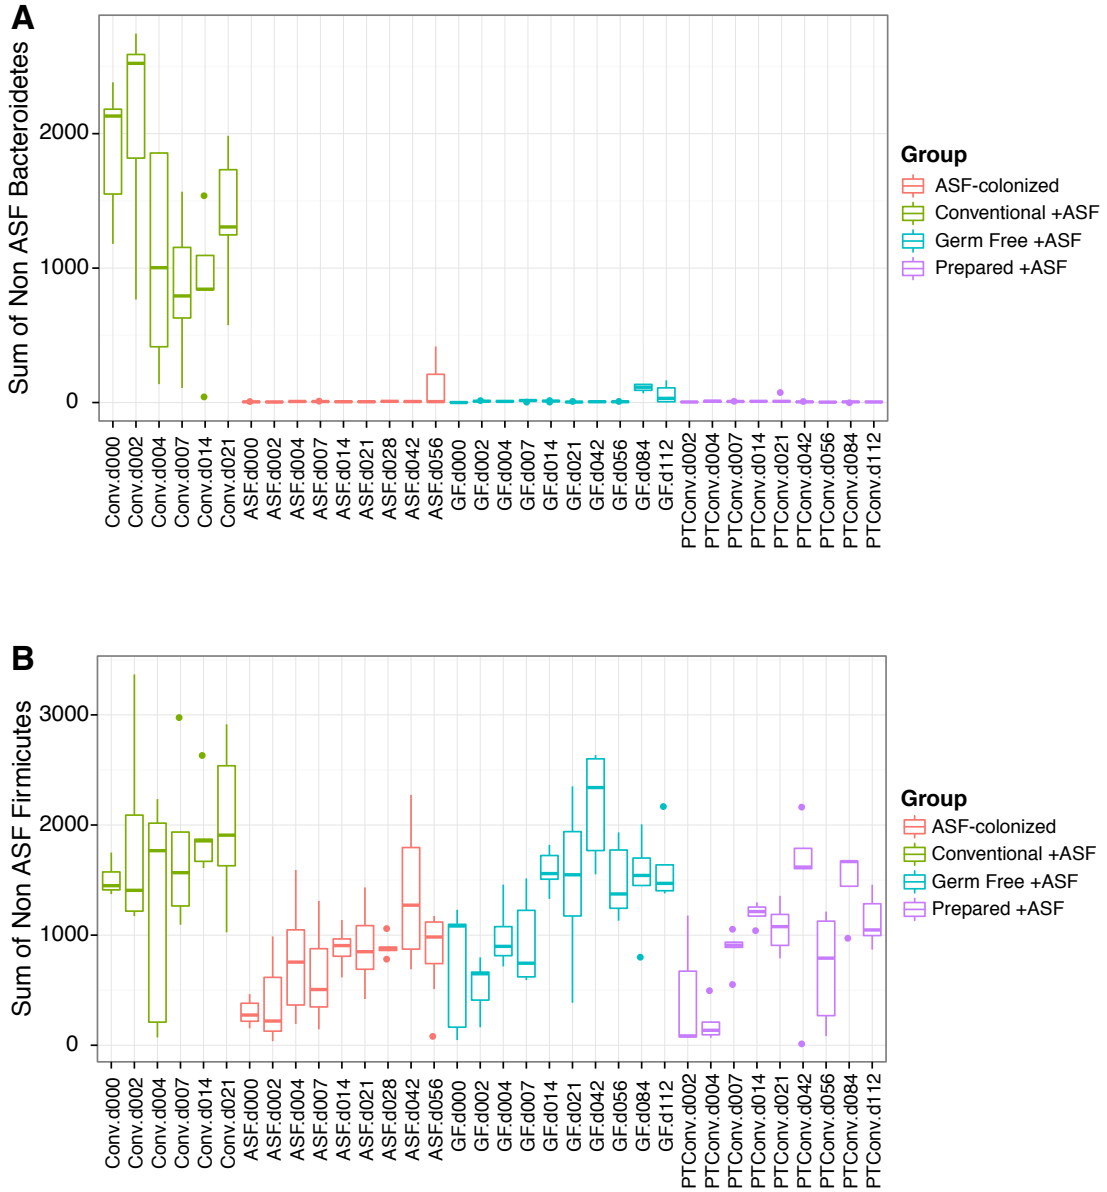 A
Sum of Non ASF Bacteroidetes
2000
1000
0
Conv.d000
Conv.d002
Conv.d004
Conv.d007
Conv.d014
Conv.d021
ASF.d000
ASF.d002
ASF.d004
ASF.d007
ASF.d014
ASF.d021
ASF.d028
ASF.d042
ASF.d056
GF.d000
GF.d002
GF.d004
GF.d007
GF.d014
GF.d021
GF.d042
GF.d056
GF.d084
GF.d112
PTConv.d002
PTConv.d004
PTConv.d007
PTConv.d014
PTConv.d021
PTConv.d042
PTConv.d056
PTConv.d084
PTConv.d112
Group
ASF-colonized
Conventional +ASF
Germ Free +ASF
Prepared +ASF
B
Sum of Non ASF Firmicutes
3000
2000
1000
0
Conv.d000
Conv.d002
Conv.d004
Conv.d007
Conv.d014
Conv.d021
ASF.d000
ASF.d002
ASF.d004
ASF.d007
ASF.d014
ASF.d021
ASF.d028
ASF.d042
ASF.d056
GF.d000
GF.d002
GF.d004
GF.d007
GF.d014
GF.d021
GF.d042
GF.d056
GF.d084
GF.d112
PTConv.d002
PTConv.d004
PTConv.d007
PTConv.d014
PTConv.d021
PTConv.d042
PTConv.d056
PTConv.d084
PTConv.d112
Group
ASF-colonized
Conventional +ASF
Germ Free +ASF
Prepared +ASF